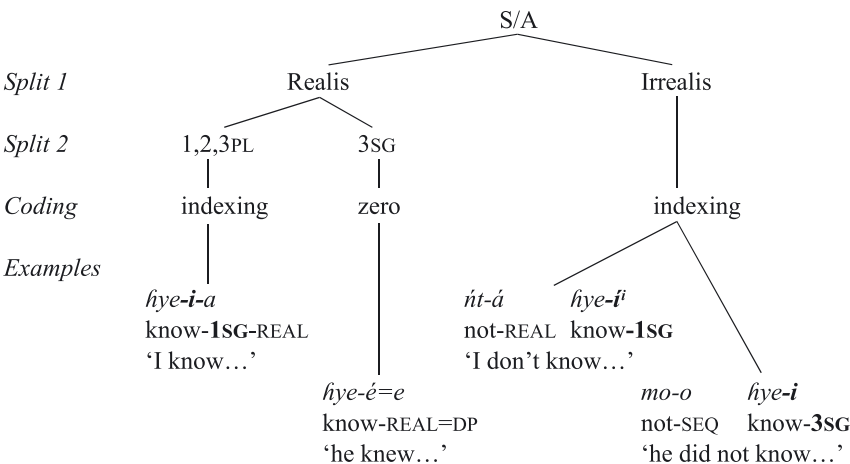 S/A
Split 1 Realis Irrealis
Split 2 1,2,3PL 3SG
Coding indexing zero indexing
Examples
ɦye-i-a ńt-á ɦye-íⁱ
know-1SG-REAL not-REAL know-1SG
‘I know…’ ‘I don’t know…’
ɦye-é=e mo-o ɦye-i
know-REAL=DP not-SEQ know-3SG
‘he knew…’ ‘he did not know…’